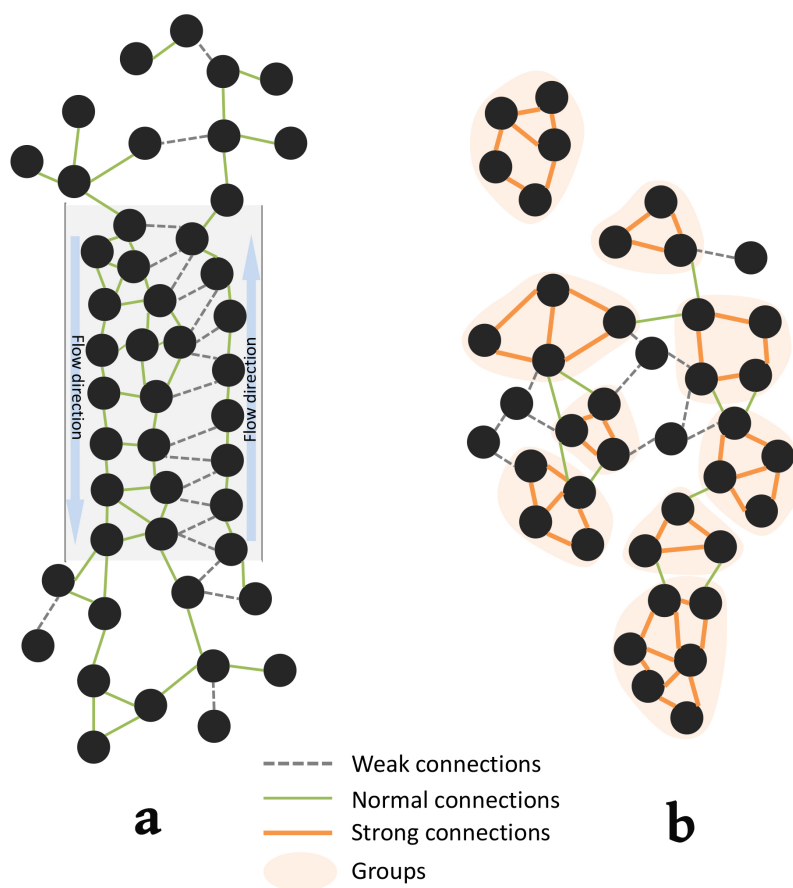 Flow direction
Flow direction
Weak connections
Normal connections
Strong connections
Groups
a
b